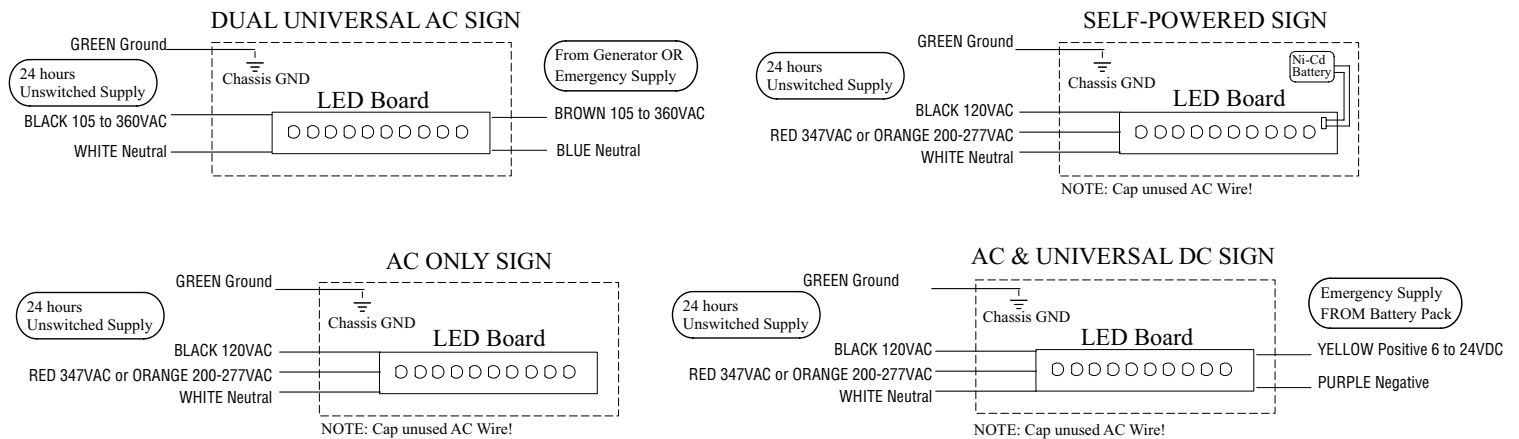 DUAL UNIVERSAL AC SIGN
GREEN Ground
24 hours
Unswitched Supply
Chassis GND
From Generator OR
Emergency Supply
LED Board
BLACK 105 to 360VAC
BROWN 105 to 360VAC
WHITE Neutral
BLUE Neutral
SELF-POWERED SIGN
GREEN Ground
24 hours
Unswitched Supply
Chassis GND
Ni-Cd
Battery
LED Board
BLACK 120VAC
RED 347VAC or ORANGE 200-277VAC
WHITE Neutral
NOTE: Cap unused AC Wire!
AC ONLY SIGN
GREEN Ground
24 hours
Unswitched Supply
Chassis GND
LED Board
BLACK 120VAC
RED 347VAC or ORANGE 200-277VAC
WHITE Neutral
NOTE: Cap unused AC Wire!
AC & UNIVERSAL DC SIGN
GREEN Ground
24 hours
Unswitched Supply
Chassis GND
Emergency Supply
FROM Battery Pack
LED Board
BLACK 120VAC
YELLOW Positive 6 to 24VDC
RED 347VAC or ORANGE 200-277VAC
PURPLE Negative
WHITE Neutral
NOTE: Cap unused AC Wire!